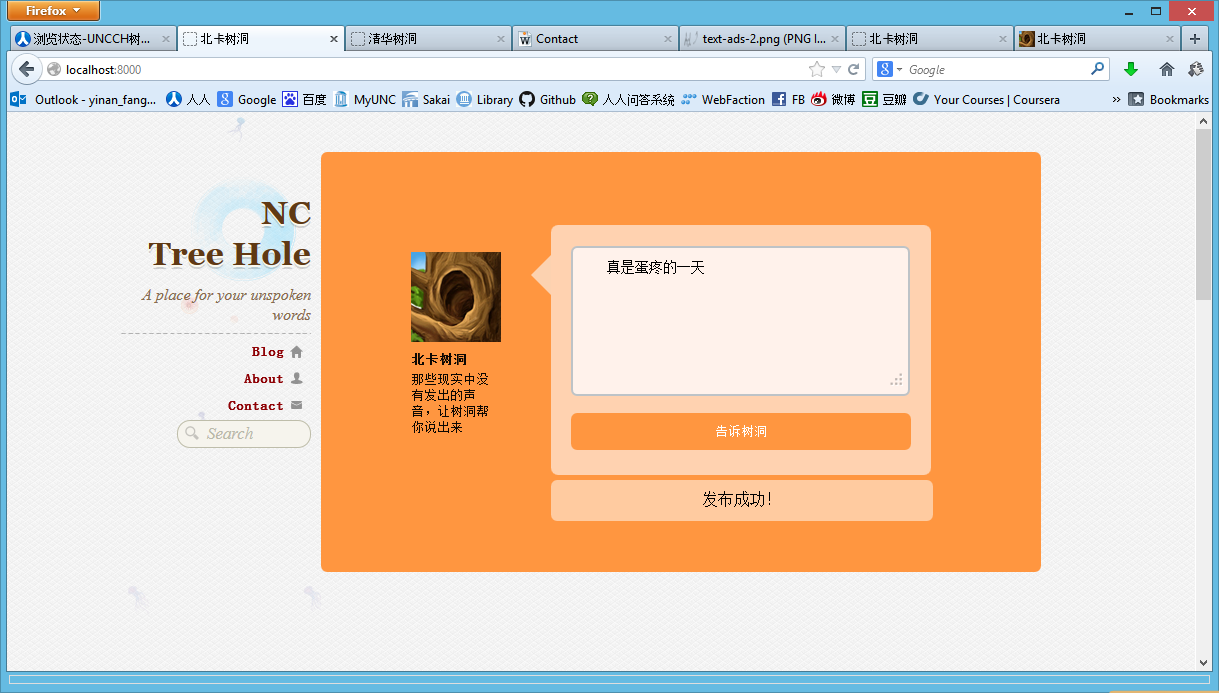 Firefox
浏览状态-UNCCH树...
北卡树洞
清华树洞
Contact
text-ads-2.png (PNG I...
北卡树洞
北卡树洞
localhost:8000
Google
Outlook - yinan_fang...
人人
Google
百度
MyUNC
Sakai
Library
Github
人人问答系统
WebFaction
FB
微博
豆瓣
Your Courses | Coursera
»
Bookmarks
NC
Tree Hole
A place for your unspoken
words
Blog
About
Contact
Search
北卡树洞
那些现实中没
有发出的声
音，让树洞帮
你说出来
真是蛋疼的一天
告诉树洞
发布成功!